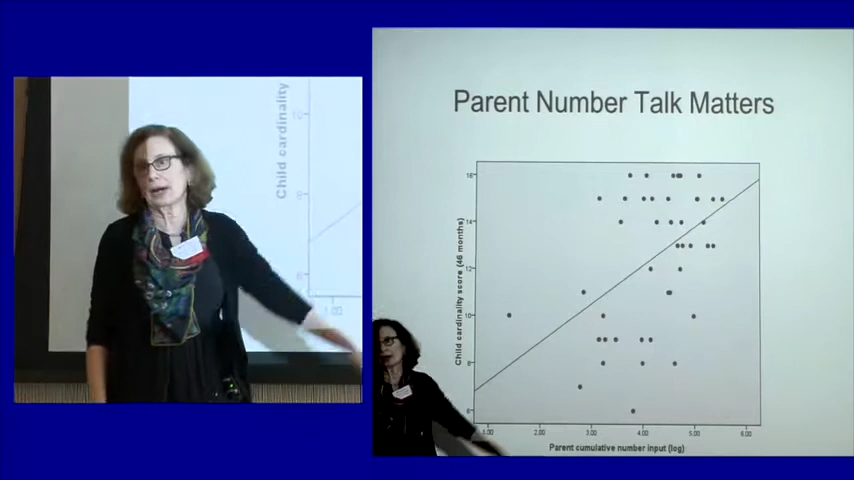 Child cardinality
10
8
6
1.00
Parent Number Talk Matters
Child cardinality score (46 months)
16
14
12
10
8
6
1.00 2.00 3.00 4.00 5.00 6.00
Parent cumulative number input (log)